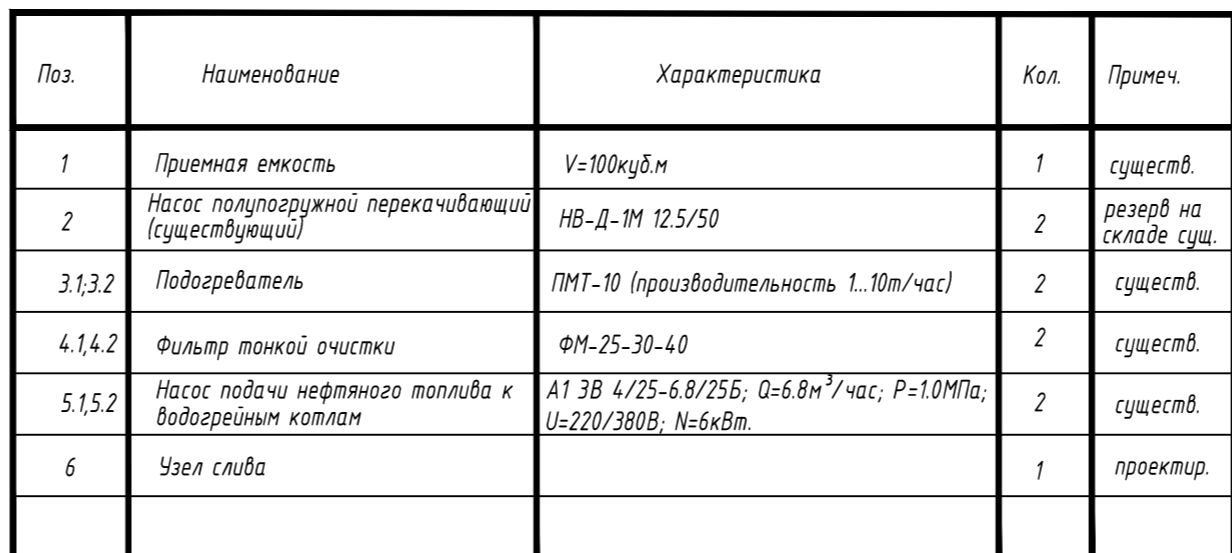 Поз. Наименование Характеристика Кол. Примеч.
1 Приемная емкость V=100куб.м 1 существ.
2 Насос полупогружной перекачивающий НВ-Д-1М 12.5/50 2 резерв на
(существующий) складе сущ.
3.1;3.2 Подогреватель ПМТ-10 (производительность 1...10т/час) 2 существ.
4.1,4.2 Фильтр тонкой очистки ФМ-25-30-40 2 существ.
5.1,5.2 Насос подачи нефтяного топлива к А1 3В 4/25-6.8/25Б; Q=6.8м³/час; Р=1.0МПа; 2 существ.
водогрейным котлам U=220/380В; N=6кВт.
6 Узел слива 1 проектир.